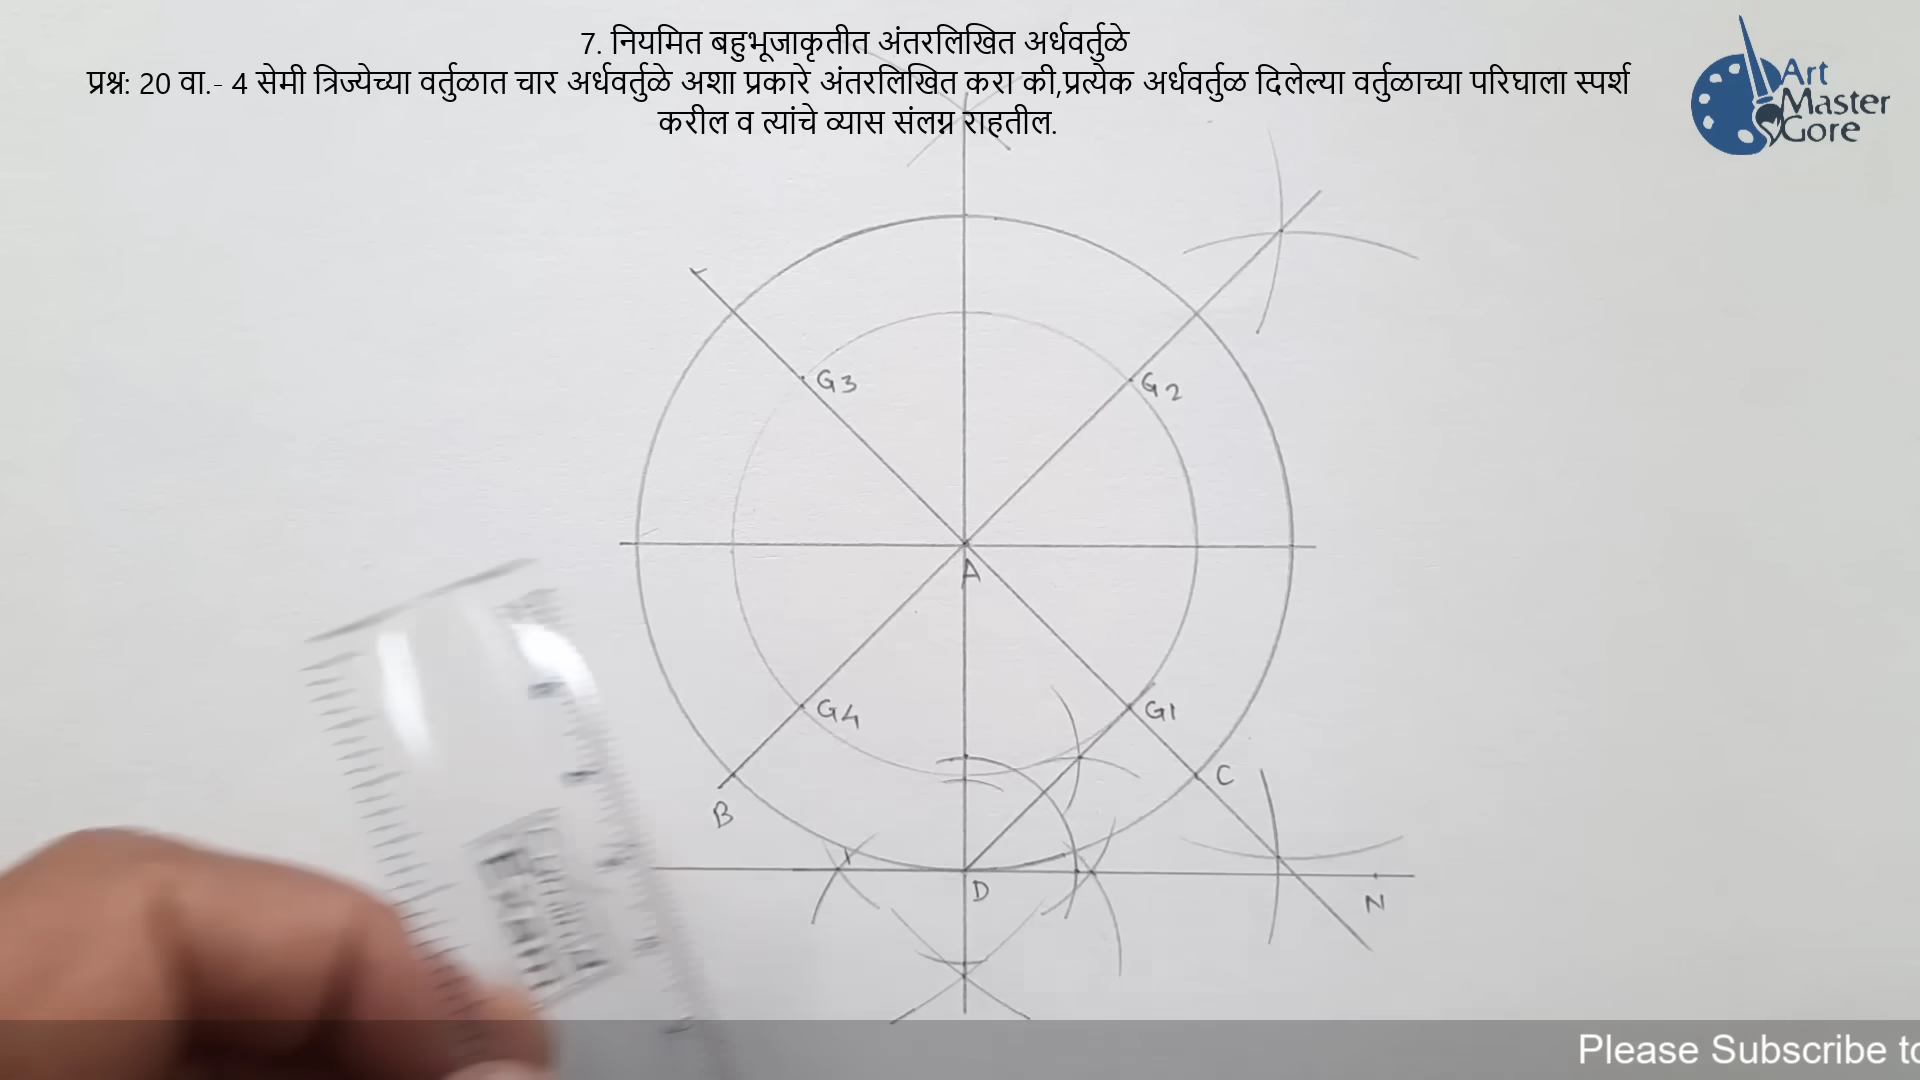 7. नियमित बहुभूजाकृतीत अंतरलिखित अर्धवर्तुळे
प्रश्न: 20 वा.- 4 सेमी त्रिज्येच्या वर्तुळात चार अर्धवर्तुळे अशा प्रकारे अंतरलिखित करा की,प्रत्येक अर्धवर्तुळ दिलेल्या वर्तुळाच्या परिघाला स्पर्श
करील व त्यांचे व्यास संलग्न राहतील.
Art
Master
Gore
G3
G2
A
G4
G1
B
C
D
N
Please Subscribe to